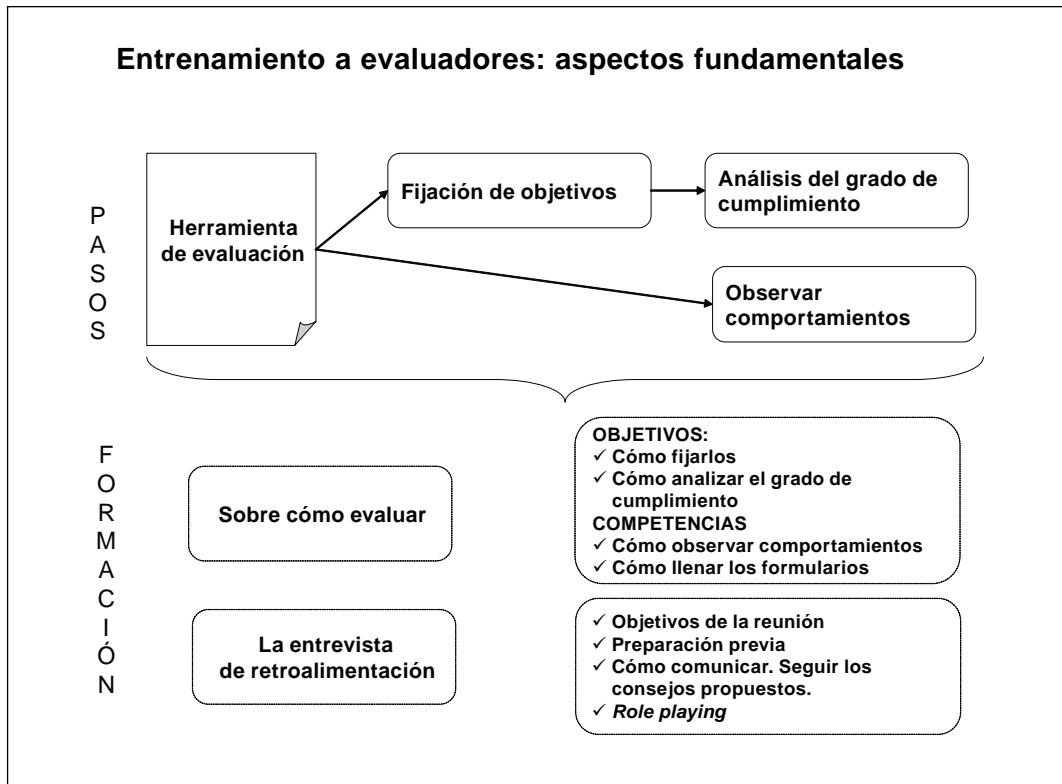 Entrenamiento a evaluadores: aspectos fundamentales
PASOS
Herramienta
de evaluación
Fijación de objetivos
Análisis del grado de
cumplimiento
Observar
comportamientos
FORMACIÓN
Sobre cómo evaluar
OBJETIVOS:
✓ Cómo fijarlos
✓ Cómo analizar el grado de
cumplimiento
COMPETENCIAS
✓ Cómo observar comportamientos
✓ Cómo llenar los formularios
La entrevista
de retroalimentación
✓ Objetivos de la reunión
✓ Preparación previa
✓ Cómo comunicar. Seguir los
consejos propuestos.
✓ Role playing